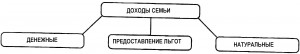 ДОХОДЫ СЕМЬИ
ДЕНЕЖНЫЕ
ПРЕДОСТАВЛЕНИЕ ЛЬГОТ
НАТУРАЛЬНЫЕ